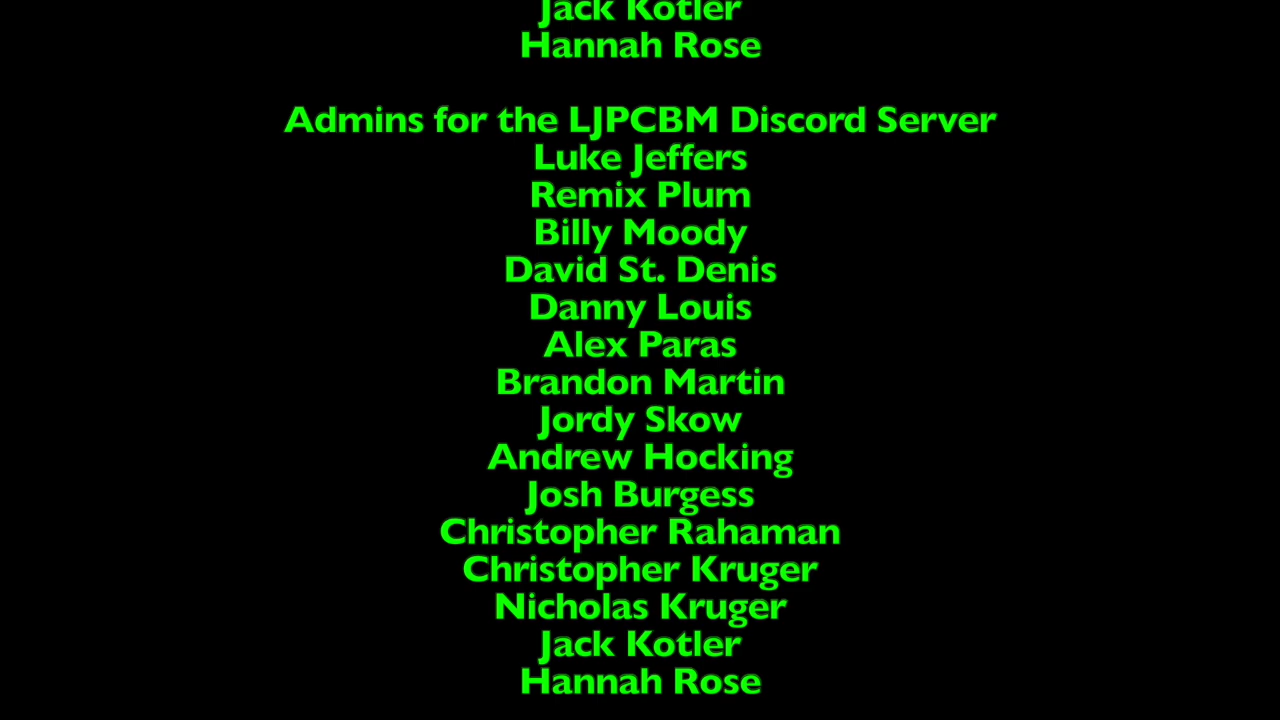 Jack Kotler
Hannah Rose
Admins for the LJPCBM Discord Server
Luke Jeffers
Remix Plum
Billy Moody
David St. Denis
Danny Louis
Alex Paras
Brandon Martin
Jordy Skow
Andrew Hocking
Josh Burgess
Christopher Rahaman
Christopher Kruger
Nicholas Kruger
Jack Kotler
Hannah Rose